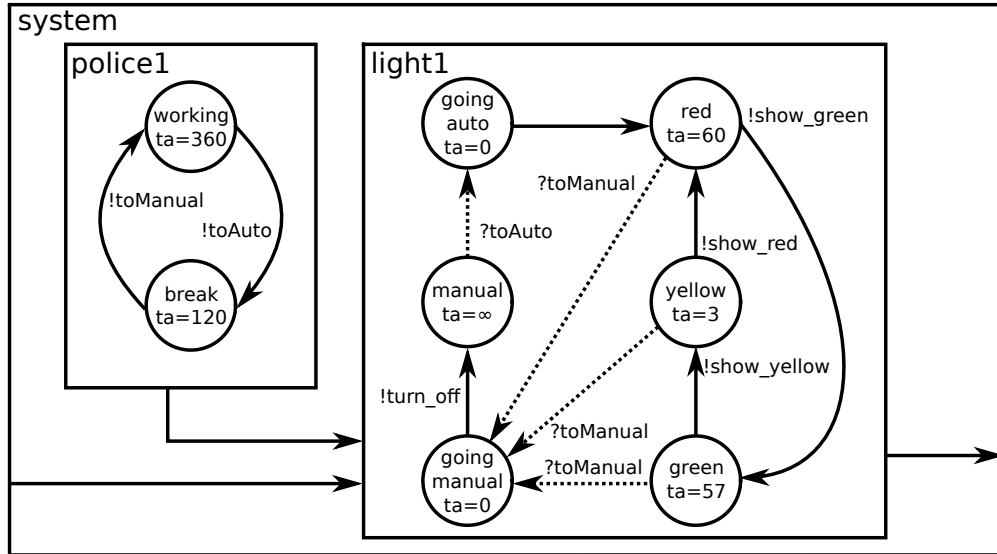 system
police1
working
ta=360
!toManual
!toAuto
break
ta=120
light1
going
auto
ta=0
red
ta=60
!show_green
?toManual
?toAuto
!show_red
manual
ta=∞
yellow
ta=3
!turn_off
!show_yellow
?toManual
?toManual
going
manual
ta=0
green
ta=57